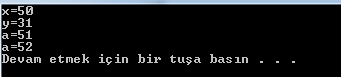 x=50
y=31
a=51
a=52
Devam etmek için bir tuşa basın . . .